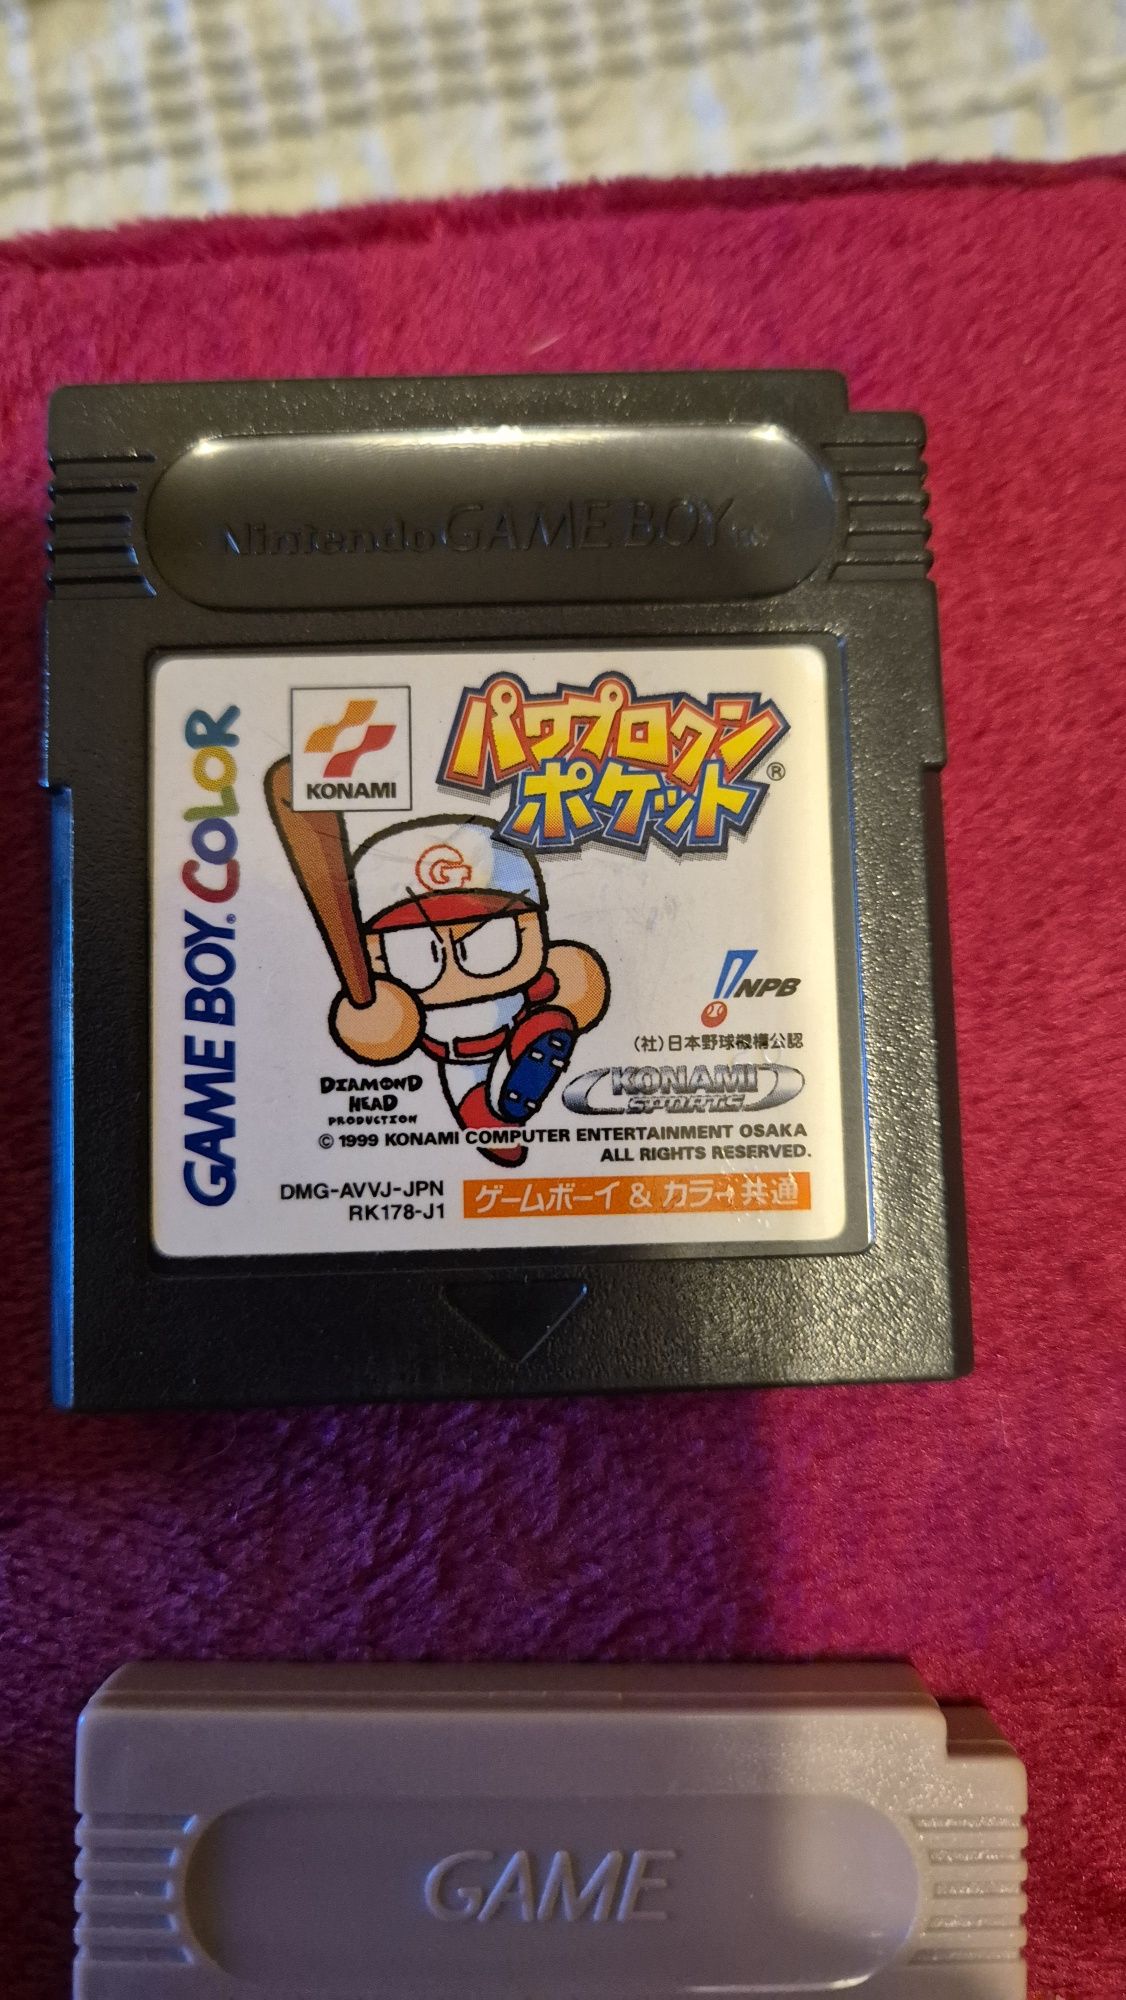 Nintendo GAME BOY
GAME BOY® COLOR
KONAMI
パワプロクン
ポケット®
G
NPB
(社)日本野球機構公認
KONAMI
SPORTS
DIAMOND
HEAD
PRODUCTION
© 1999 KONAMI COMPUTER ENTERTAINMENT OSAKA
ALL RIGHTS RESERVED.
DMG-AVVJ-JPN
RK178-J1
ゲームボーイ & カラー共通
GAME